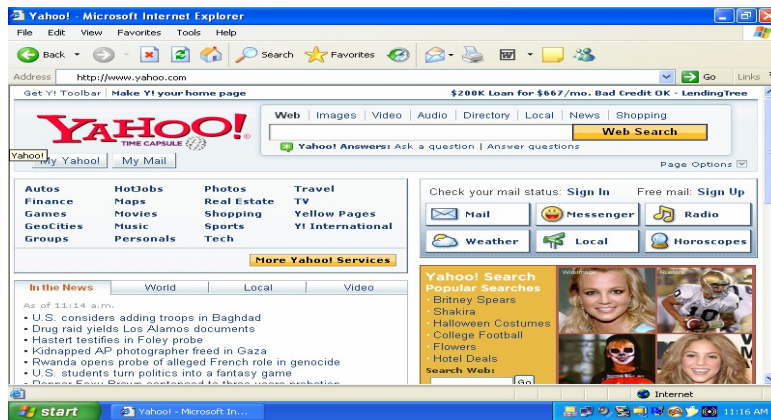 Yahoo! - Microsoft Internet Explorer
File Edit View Favorites Tools Help
Back Search Favorites
Address http://www.yahoo.com Go Links
Get Y! Toolbar Make Y! your home page $200K Loan for $667/mo. Bad Credit OK - LendingTree
YAHOO!
TIME CAPSULE
Web Images Video Audio Directory Local News Shopping
Web Search
Yahoo! Answers: Ask a question | Answer questions
Yahoo!
My Yahoo! My Mail
Page Options
Autos HotJobs Photos Travel
Finance Maps Real Estate TV
Games Movies Shopping Yellow Pages
GeoCities Music Sports Y! International
Groups Personals Tech
More Yahoo! Services
Check your mail status: Sign In Free mail: Sign Up
Mail Messenger Radio
Weather Local Horoscopes
In the News World Local Video
As of 11:14 a.m.
• U.S. considers adding troops in Baghdad
• Drug raid yields Los Alamos documents
• Hastert testifies in Foley probe
• Kidnapped AP photographer freed in Gaza
• Rwanda opens probe of alleged French role in genocide
• U.S. students turn politics into a fantasy game
Yahoo! Search
Popular Searches
· Britney Spears
· Shakira
· Halloween Costumes
· College Football
· Flowers
· Hotel Deals
Search Web:
Go
WireImage
Reuters
Internet
start Yahoo! - Microsoft In... 11:16 AM